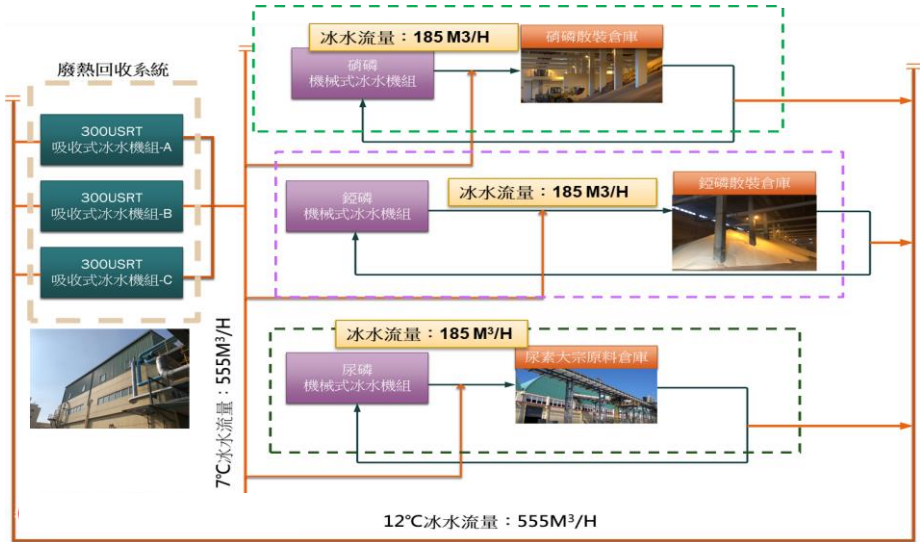 廢熱回收系統
300USRT
吸收式冰水機組-A
300USRT
吸收式冰水機組-B
300USRT
吸收式冰水機組-C
7℃冰水流量：555M³/H
冰水流量：185 M3/H
硝磷
機械式冰水機組
硝磷散裝倉庫
冰水流量：185 M3/H
錏磷
機械式冰水機組
錏磷散裝倉庫
冰水流量：185 M³/H
尿磷
機械式冰水機組
尿素大宗原料倉庫
12℃冰水流量：555M³/H